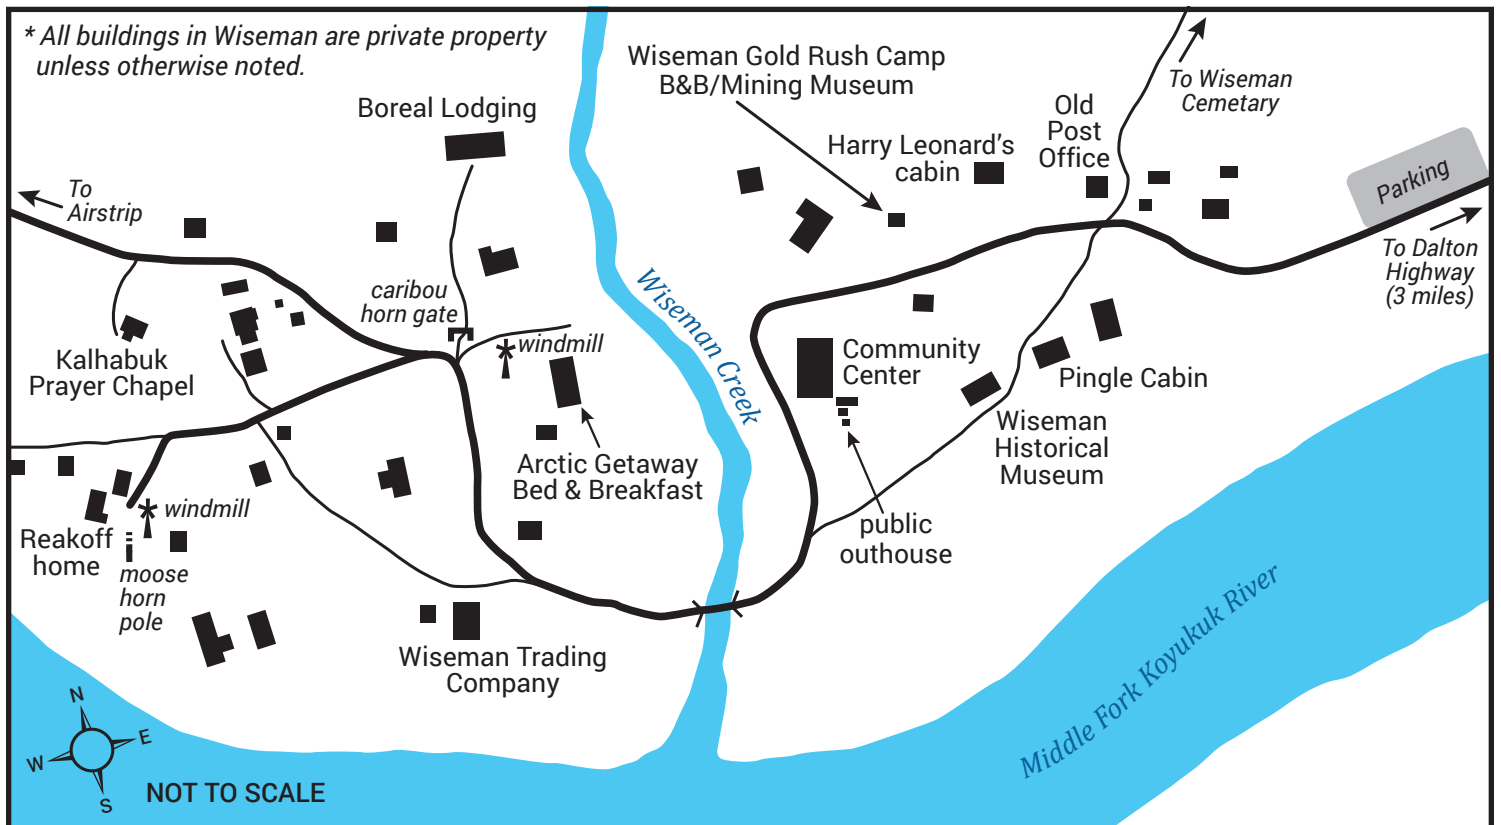 * All buildings in Wiseman are private property
unless otherwise noted.
Boreal Lodging
Wiseman Gold Rush Camp
B&B/Mining Museum
To Wiseman
Cemetary
Old
Post
Office
Harry Leonard's
cabin
Parking
To
Airstrip
To Dalton
Highway
(3 miles)
caribou
horn gate
Wiseman Creek
windmill
Kalhabuk
Prayer Chapel
Community
Center
Pingle Cabin
Wiseman
Historical
Museum
Arctic Getaway
Bed & Breakfast
windmill
public
outhouse
Reakoff
home
moose
horn
pole
Wiseman Trading
Company
Middle Fork Koyukuk River
N
E
W
S
NOT TO SCALE